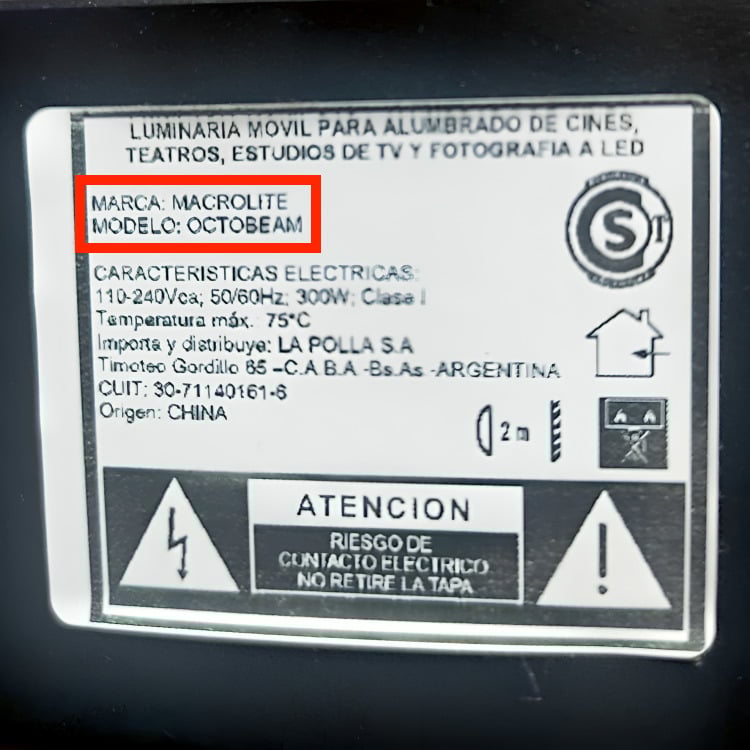 LUMINARIA MOVIL PARA ALUMBRADO DE CINES,
TEATROS, ESTUDIOS DE TV Y FOTOGRAFIA A LED
MARCA: MACROLITE
MODELO: OCTOBEAM
S T
CARACTERISTICAS ELECTRICAS:
110-240Vca; 50/60Hz; 300W; Clase I
Temperatura máx.: 75°C
Importa y distribuye: LA POLLA S.A
Timoteo Gordillo 85 –C.A.B.A -Bs.As -ARGENTINA
CUIT: 30-71140161-6
Origen: CHINA
2 m
ATENCION
RIESGO DE
CONTACTO ELECTRICO
NO RETIRE LA TAPA